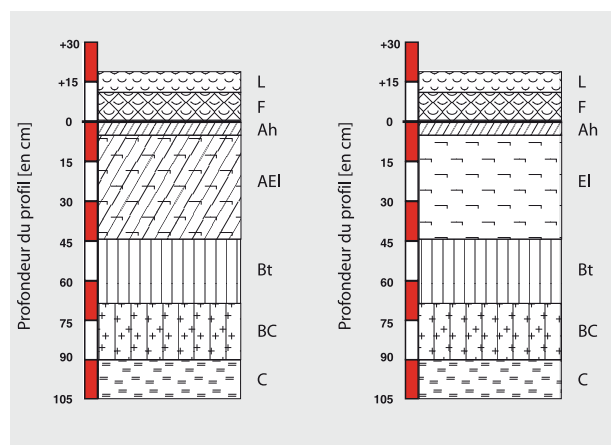 Profondeur du profil [en cm]
+30
+15
0
15
30
45
60
75
90
105
L
F
Ah
AEl
Bt
BC
C
Profondeur du profil [en cm]
+30
+15
0
15
30
45
60
75
90
105
L
F
Ah
El
Bt
BC
C